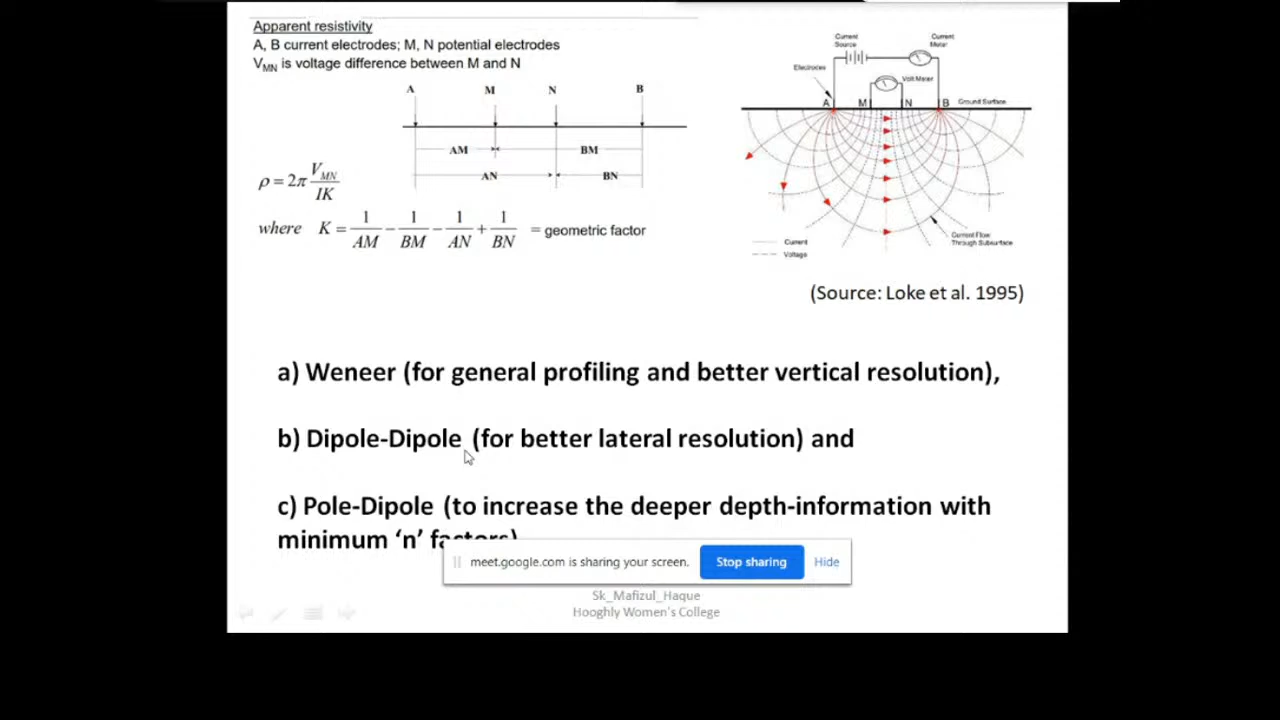 Apparent resistivity
A, B current electrodes; M, N potential electrodes
VMN is voltage difference between M and N
A M N B
AM BM
AN BN
ρ = 2π VMN / IK
where K = 1/AM − 1/BM − 1/AN + 1/BN = geometric factor
Current Source
Current Meter
Electrodes
Volt Meter
A M N B Ground Surface
Current Flow
Through Subsurface
Current
Voltage
(Source: Loke et al. 1995)
a) Weneer (for general profiling and better vertical resolution),
b) Dipole-Dipole (for better lateral resolution) and
c) Pole-Dipole (to increase the deeper depth-information with
minimum ‘n’ factors)
meet.google.com is sharing your screen. Stop sharing Hide
Sk_Mafizul_Haque
Hooghly Women's College